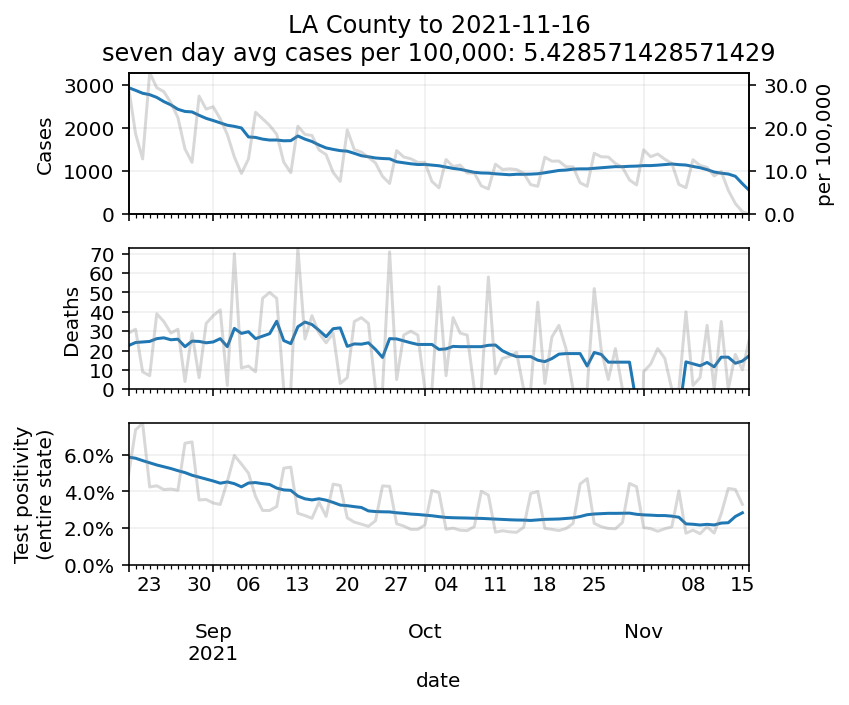 LA County to 2021-11-16
seven day avg cases per 100,000: 5.428571428571429
3000
2000
1000
0
Cases
30.0
20.0
10.0
0.0
per 100,000
70
60
50
40
30
20
10
0
Deaths
6.0%
4.0%
2.0%
0.0%
Test positivity
(entire state)
23 30 06 13 20 27 04 11 18 25 08 15
Sep Oct Nov
2021
date